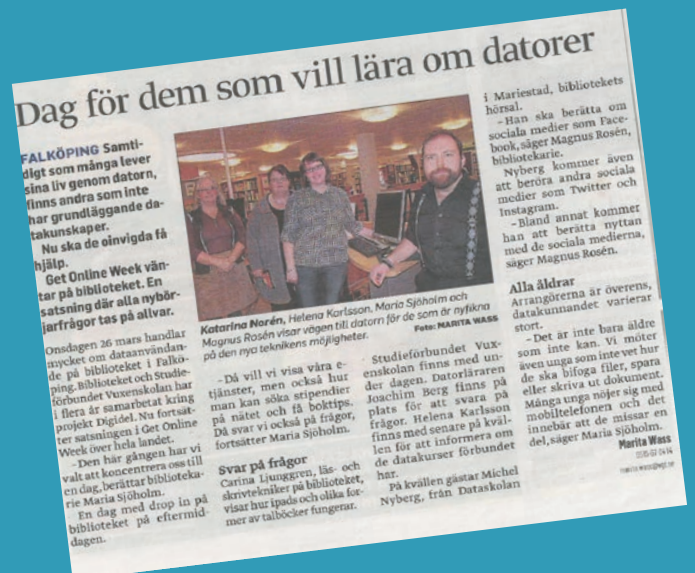 Dag för dem som vill lära om datorer
FALKÖPING Samti-
digt som många lever
sina liv genom datorn,
finns andra som inte
har grundläggande da-
takunskaper.
Nu ska de oinvigda få
hjälp.
Get Online Week vän-
tar på biblioteket. En
satsning där alla nybör-
jarfrågor tas på allvar.
Onsdagen 26 mars handlar
mycket om dataanvändan-
de på biblioteket i Falkö-
ping. Biblioteket och Studie-
förbundet Vuxenskolan har
i flera år samarbetat kring
projekt Digidel. Nu fortsät-
ter satsningen i Get Online
Week över hela landet.
– Den här gången har vi
valt att koncentrera oss till
en dag, berättar biblioteka-
rie Maria Sjöholm.
En dag med drop in på
biblioteket på eftermid-
dagen.
Katarina Norén, Helena Karlsson, Maria Sjöholm och
Magnus Rosén visar vägen till datorn för de som är nyfikna
på den nya teknikens möjligheter.
Foto: MARITA WASS
– Då vill vi visa våra e-
tjänster, men också hur
man kan söka stipendier
på nätet och få boktips.
Då svar vi också på frågor,
fortsätter Maria Sjöholm.
Svar på frågor
Carina Ljunggren, läs- och
skrivtekniker på biblioteket,
visar hur ipads och olika for-
mer av talböcker fungerar.
Studieförbundet Vux-
enskolan finns med un-
der dagen. Datorläraren
Joachim Berg finns på
plats för att svara på
frågor. Helena Karlsson
finns med senare på kväl-
len för att informera om
de datakurser förbundet
har.
På kvällen gästar Michel
Nyberg, från Dataskolan
i Mariestad, bibliotekets
hörsal.
– Han ska berätta om
sociala medier som Face-
book, säger Magnus Rosén,
bibliotekarie.
Nyberg kommer även
att beröra andra sociala
medier som Twitter och
Instagram.
– Bland annat kommer
han att berätta nyttan
med de sociala medierna,
säger Magnus Rosén.
Alla åldrar
Arrangörerna är överens,
datakunnandet varierar
stort.
– Det är inte bara äldre
som inte kan. Vi möter
även unga som inte vet hur
de ska bifoga filer, spara
eller skriva ut dokument.
Många unga nöjer sig med
mobiltelefonen och det
innebär att de missar en
del, säger Maria Sjöholm.
Marita Wass